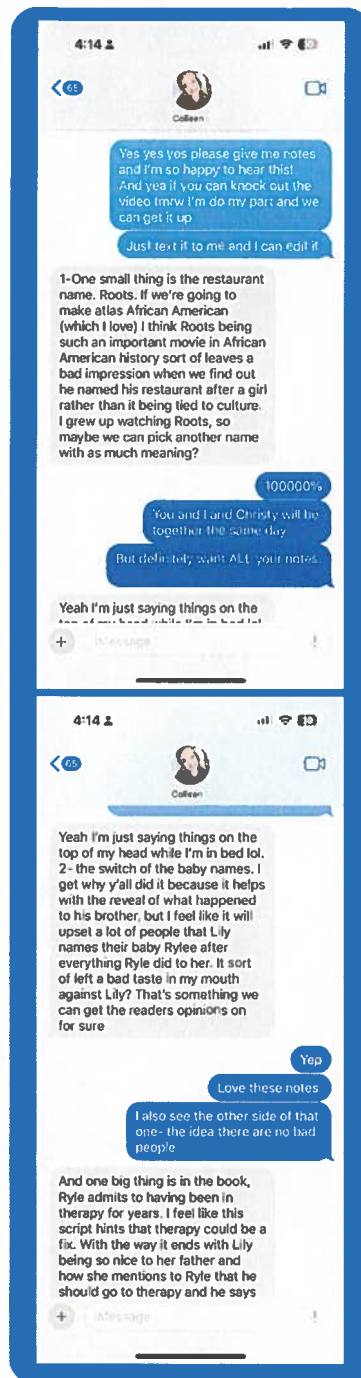 4:14
65
Colleen
Yes yes yes please give me notes
and I'm so happy to hear this!
And yea if you can knock out the
video tmrw I'm do my part and we
can get it up
Just text it to me and I can edit it
1-One small thing is the restaurant
name. Roots. If we're going to
make atlas African American
(which I love) I think Roots being
such an important movie in African
American history sort of leaves a
bad impression when we find out
he named his restaurant after a girl
rather than it being tied to culture.
I grew up watching Roots, so
maybe we can pick another name
with as much meaning?
100000%
You and I and Christy will be
together the same day
But definitely want ALL your notes
Yeah I'm just saying things on the
top of my head while I'm in bed lol
iMessage
4:14
65
Colleen
Yeah I'm just saying things on the
top of my head while I'm in bed lol.
2- the switch of the baby names. I
get why y'all did it because it helps
with the reveal of what happened
to his brother, but I feel like it will
upset a lot of people that Lily
names their baby Rylee after
everything Ryle did to her. It sort
of left a bad taste in my mouth
against Lily? That's something we
can get the readers opinions on
for sure
Yep
Love these notes
I also see the other side of that
one- the idea there are no bad
people
And one big thing is in the book,
Ryle admits to having been in
therapy for years. I feel like this
script hints that therapy could be a
fix. With the way it ends with Lily
being so nice to her father and
how she mentions to Ryle that he
should go to therapy and he says
iMessage